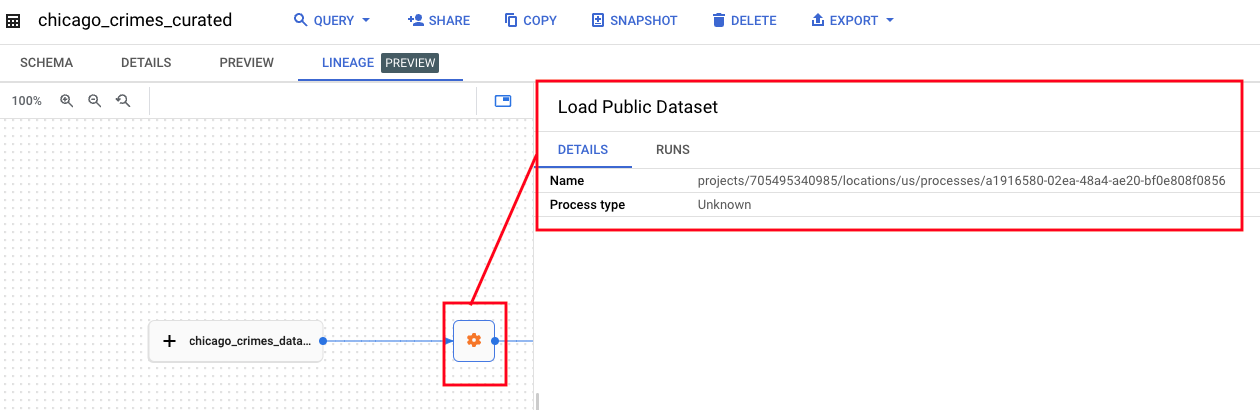 chicago_crimes_curated QUERY SHARE COPY SNAPSHOT DELETE EXPORT
SCHEMA DETAILS PREVIEW LINEAGE PREVIEW
100%
Load Public Dataset
DETAILS RUNS
Name projects/705495340985/locations/us/processes/a1916580-02ea-48a4-ae20-bf0e808f0856
Process type Unknown
chicago_crimes_data...